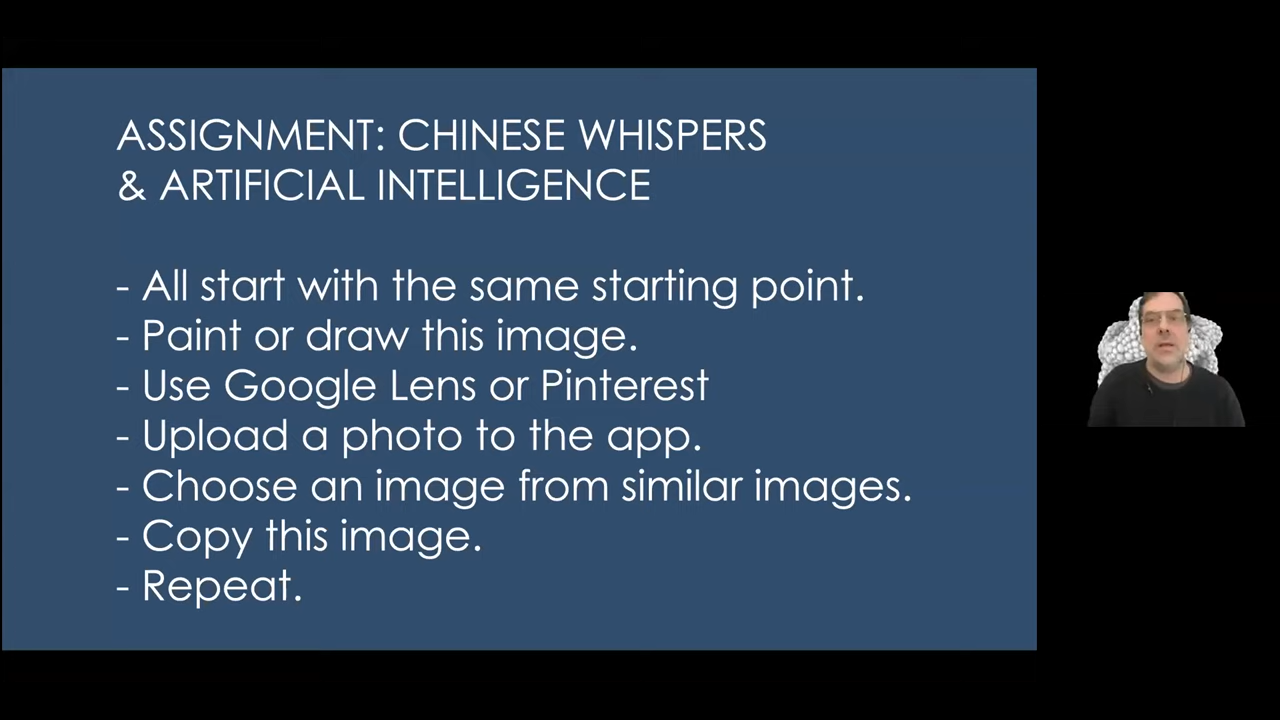 ASSIGNMENT: CHINESE WHISPERS
& ARTIFICIAL INTELLIGENCE
- All start with the same starting point.
- Paint or draw this image.
- Use Google Lens or Pinterest
- Upload a photo to the app.
- Choose an image from similar images.
- Copy this image.
- Repeat.